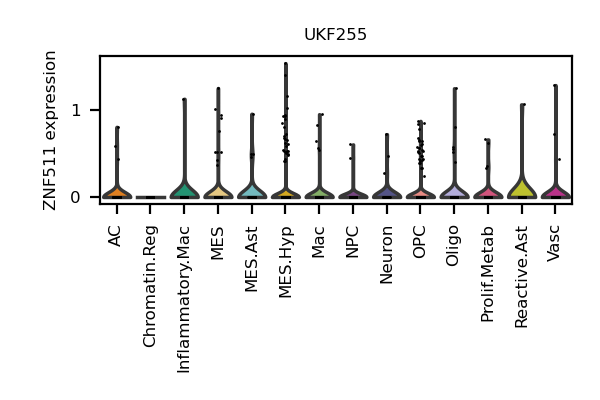 UKF255
ZNF511 expression
1
0
AC
Chromatin.Reg
Inflammatory.Mac
MES
MES.Ast
MES.Hyp
Mac
NPC
Neuron
OPC
Oligo
Prolif.Metab
Reactive.Ast
Vasc